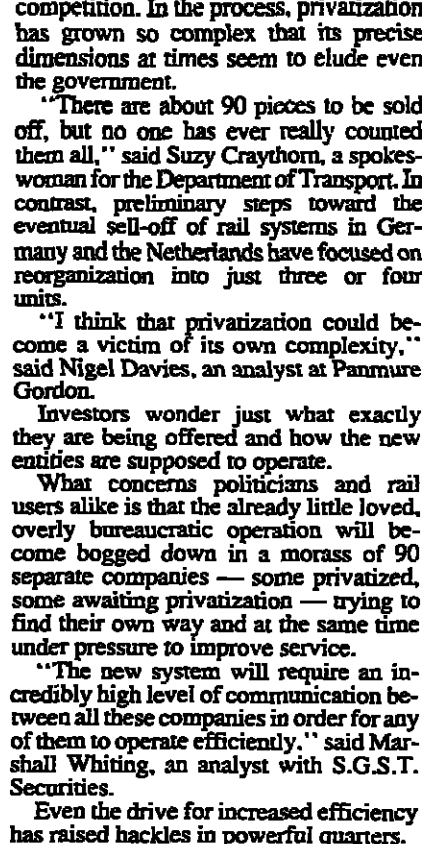 competition. In the process, privatization
has grown so complex that its precise
dimensions at times seem to elude even
the government.
"There are about 90 pieces to be sold
off, but no one has ever really counted
them all," said Suzy Craythorn, a spokes-
woman for the Department of Transport. In
contrast, preliminary steps toward the
eventual sell-off of rail systems in Ger-
many and the Netherlands have focused on
reorganization into just three or four
units.
"I think that privatization could be-
come a victim of its own complexity,"
said Nigel Davies, an analyst at Panmure
Gordon.
Investors wonder just what exactly
they are being offered and how the new
entities are supposed to operate.
What concerns politicians and rail
users alike is that the already little loved,
overly bureaucratic operation will be-
come bogged down in a morass of 90
separate companies — some privatized,
some awaiting privatization — trying to
find their own way and at the same time
under pressure to improve service.
"The new system will require an in-
credibly high level of communication be-
tween all these companies in order for any
of them to operate efficiently," said Mar-
shall Whiting, an analyst with S.G.S.T.
Securities.
Even the drive for increased efficiency
has raised hackles in powerful quarters.